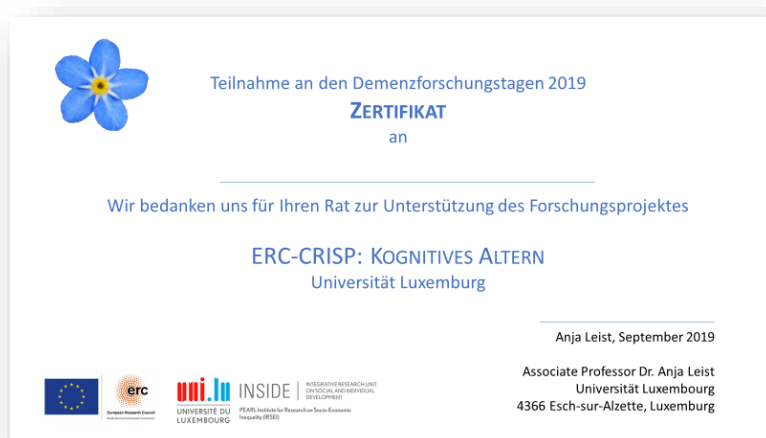 Teilnahme an den Demenzforschungstagen 2019
ZERTIFIKAT
an
Wir bedanken uns für Ihren Rat zur Unterstützung des Forschungsprojektes
ERC-CRISP: KOGNITIVES ALTERN
Universität Luxemburg
Anja Leist, September 2019
Associate Professor Dr. Anja Leist
Universität Luxembourg
4366 Esch-sur-Alzette, Luxemburg
erc
European Research Council
uni.lu
UNIVERSITÉ DU
LUXEMBOURG
INSIDE
INTEGRATIVE RESEARCH UNIT
ON SOCIAL AND INDIVIDUAL
DEVELOPMENT
PEARL Institute for Research on Socio-Economic
Inequality (IRSEI)